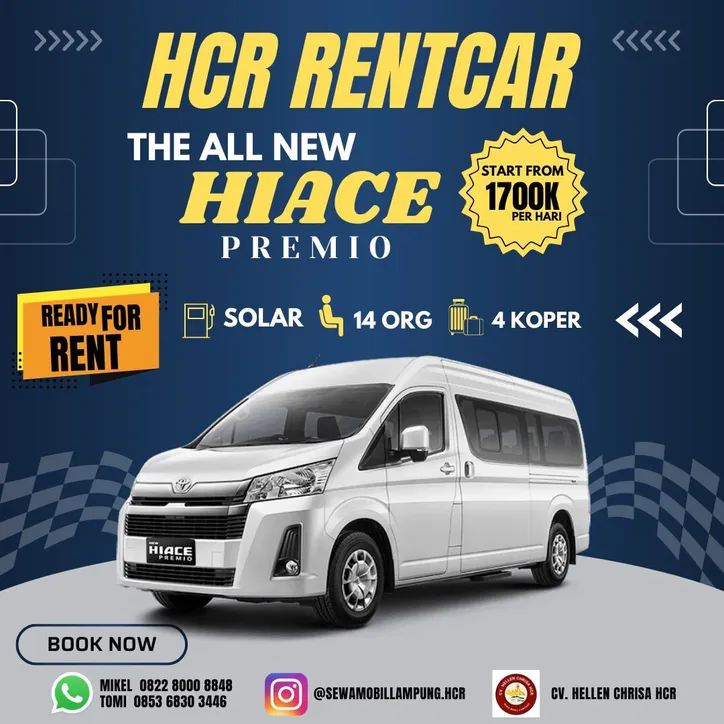 HCR RENTCAR
THE ALL NEW
HIACE
PREMIO
START FROM
1700K
PER HARI
READY FOR
RENT
SOLAR
14 ORG
4 KOPER
HIACE
PREMIO
BOOK NOW
MIKEL 0822 8000 8848
TOMI 0853 6830 3446
@SEWAMOBILLAMPUNG.HCR
CV. HELLEN CHRISA HCR